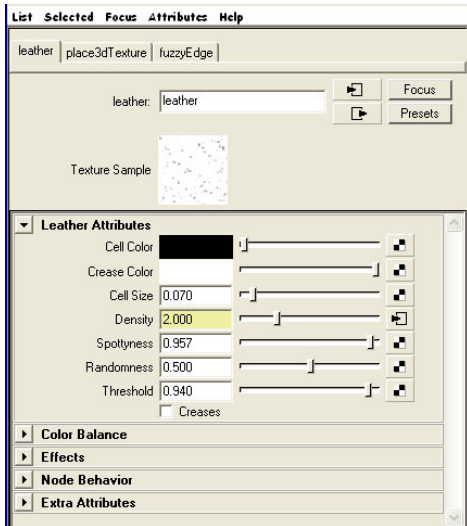 List Selected Focus Attributes Help
leather place3dTexture fuzzyEdge
leather: leather Focus
Presets
Texture Sample
Leather Attributes
Cell Color
Crease Color
Cell Size 0.070
Density 2.000
Spottyness 0.957
Randomness 0.500
Threshold 0.940
Creases
Color Balance
Effects
Node Behavior
Extra Attributes